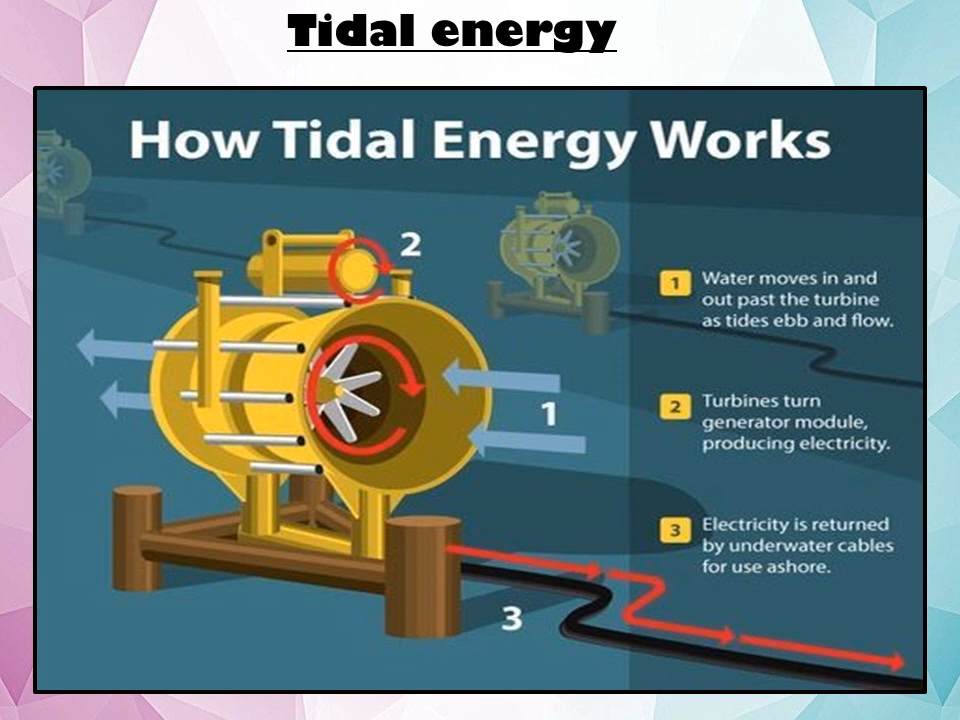 Tidal energy
How Tidal Energy Works
2
1
3
1 Water moves in and
out past the turbine
as tides ebb and flow.
2 Turbines turn
generator module,
producing electricity.
3 Electricity is returned
by underwater cables
for use ashore.